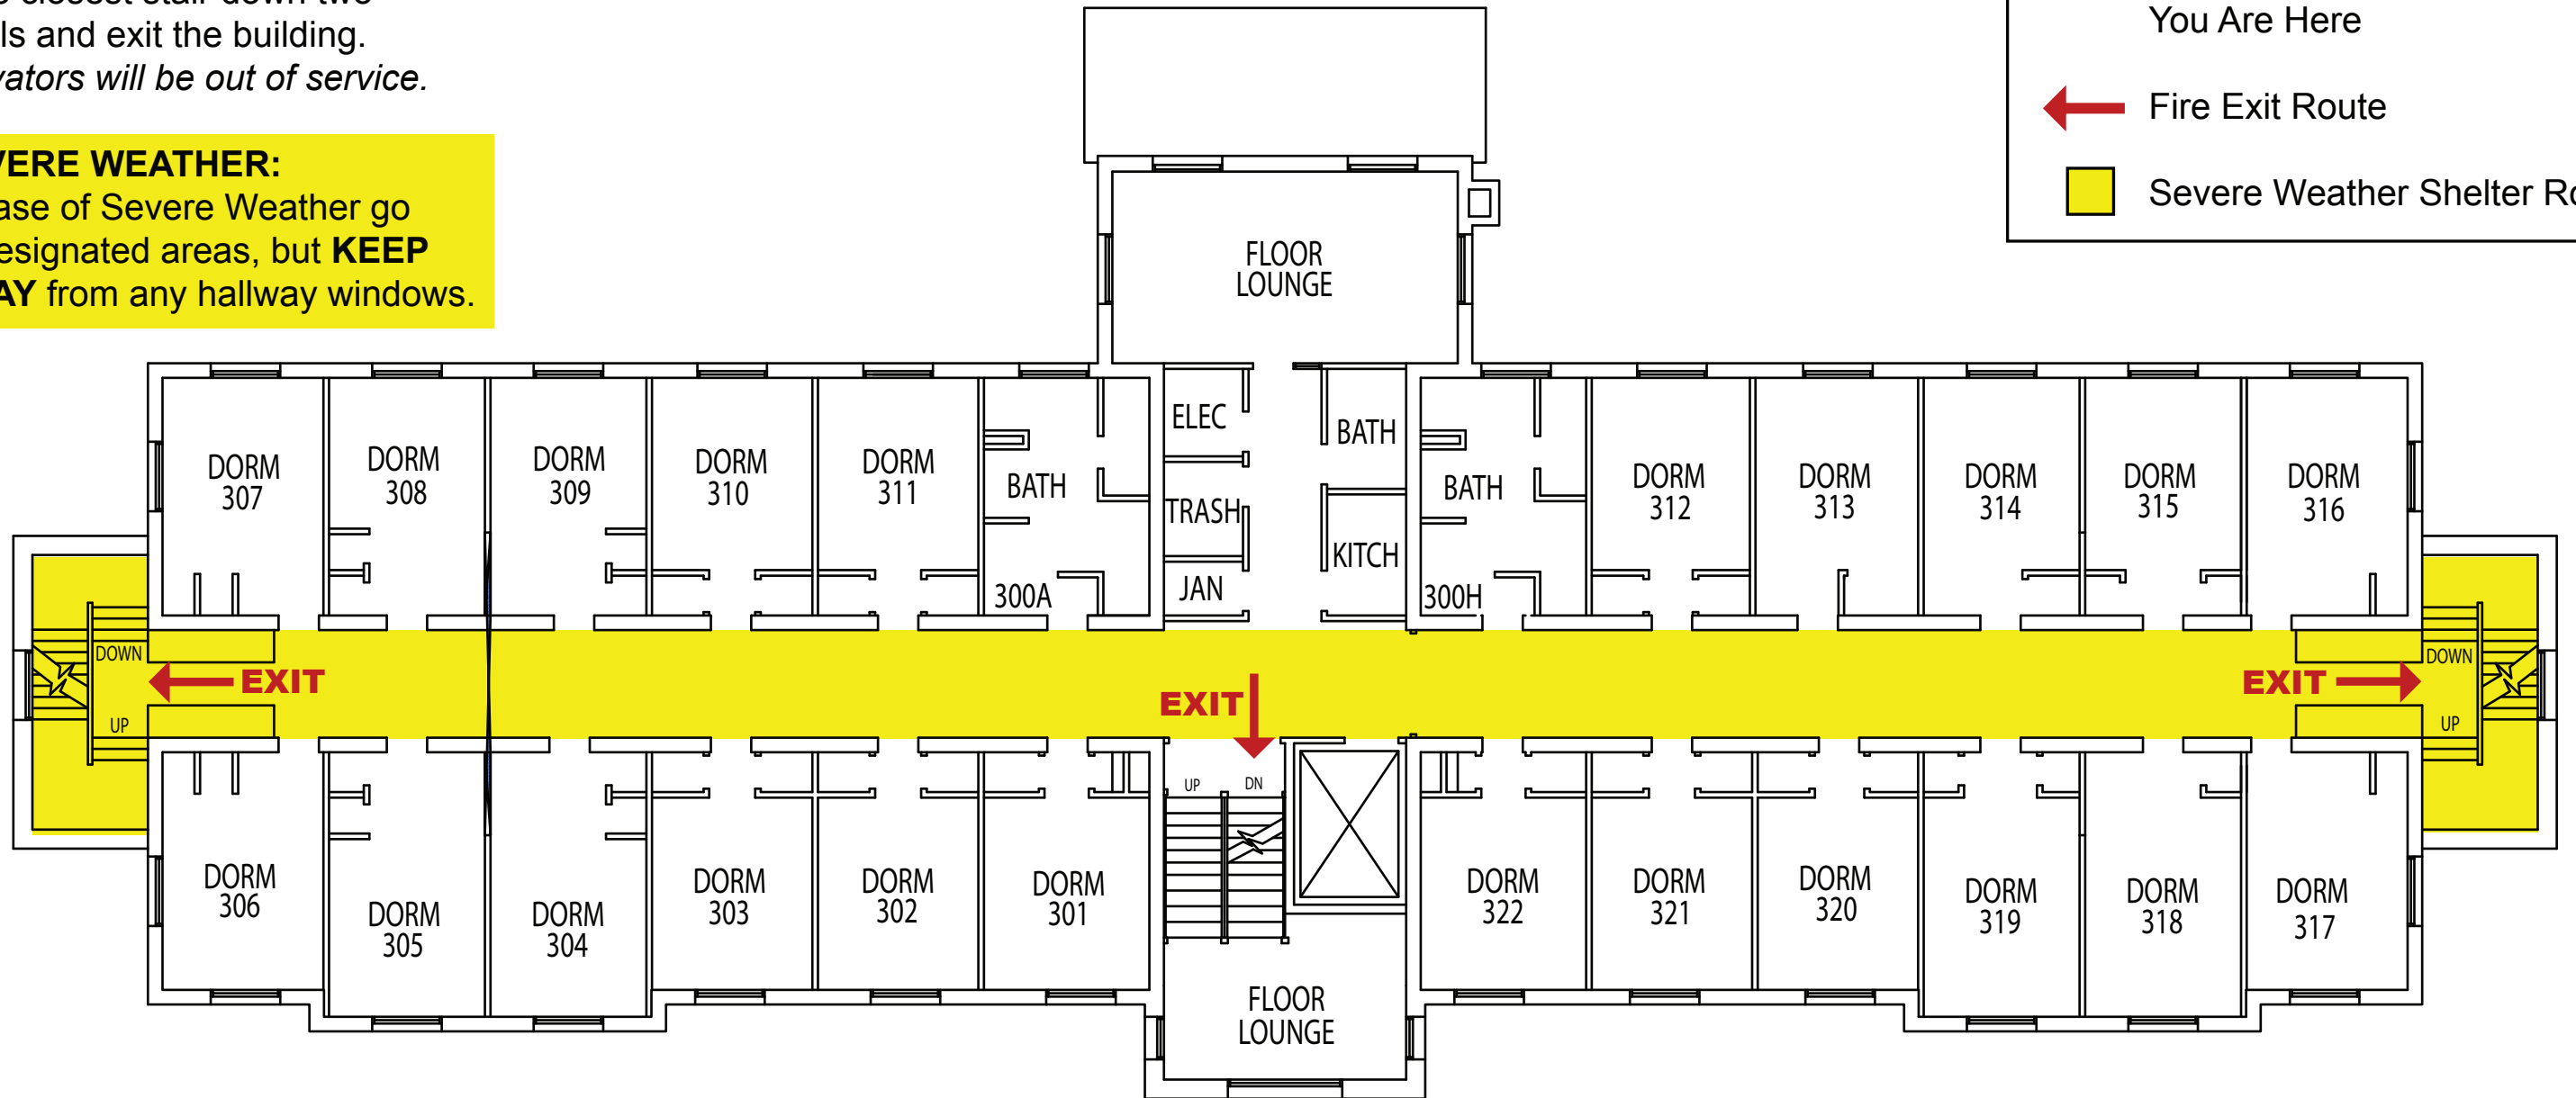 closest stair down two
ls and exit the building.
vators will be out of service.
VERE WEATHER:
ase of Severe Weather go
esignated areas, but KEEP
AY from any hallway windows.
You Are Here
Fire Exit Route
Severe Weather Shelter Ro
FLOOR
LOUNGE
ELEC
BATH
TRASH
KITCH
JAN
DORM
307
DORM
308
DORM
309
DORM
310
DORM
311
BATH
300A
BATH
300H
DORM
312
DORM
313
DORM
314
DORM
315
DORM
316
DOWN
EXIT
UP
EXIT
EXIT
DOWN
UP
UP
DN
DORM
306
DORM
305
DORM
304
DORM
303
DORM
302
DORM
301
DORM
322
DORM
321
DORM
320
DORM
319
DORM
318
DORM
317
FLOOR
LOUNGE